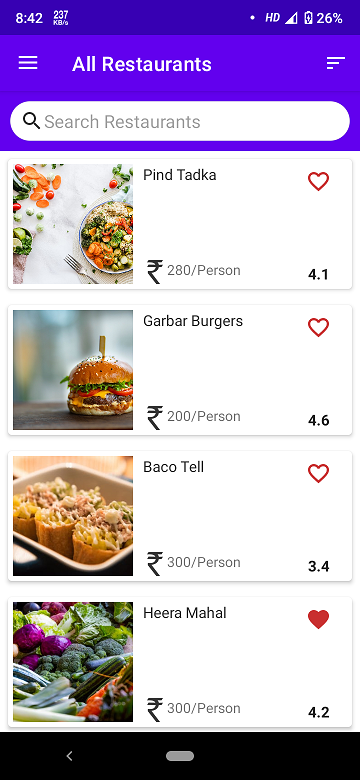 8:42 237 KB/s HD 26%
All Restaurants
Search Restaurants
Pind Tadka
₹ 280/Person 4.1
Garbar Burgers
₹ 200/Person 4.6
Baco Tell
₹ 300/Person 3.4
Heera Mahal
₹ 300/Person 4.2